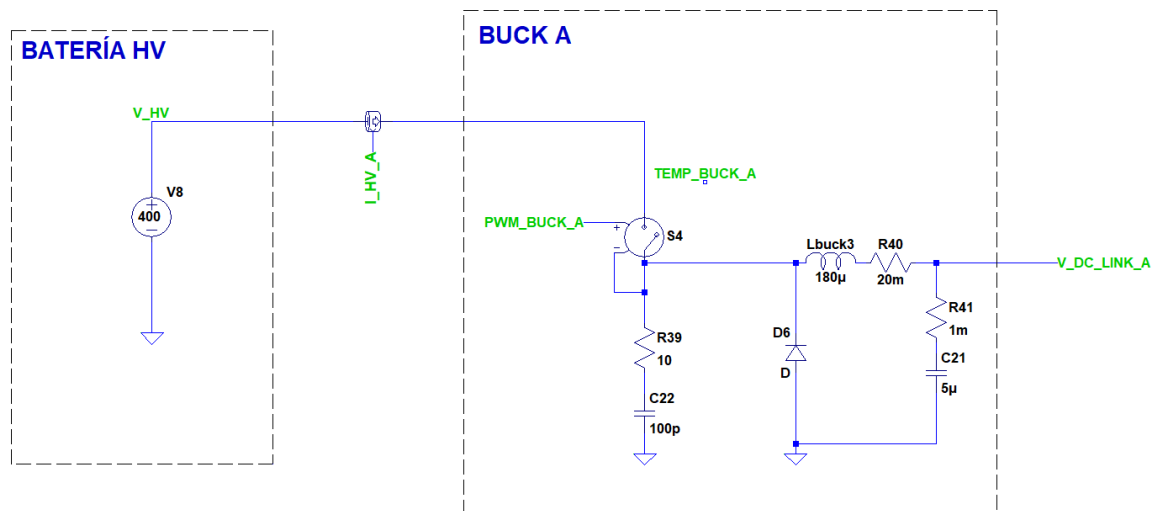 BATERÍA HV
BUCK A
V_HV
V8
400
I_HV_A
TEMP_BUCK_A
PWM_BUCK_A
S4
Lbuck3
180µ
R40
20m
V_DC_LINK_A
R41
1m
C21
5µ
D6
D
R39
10
C22
100p